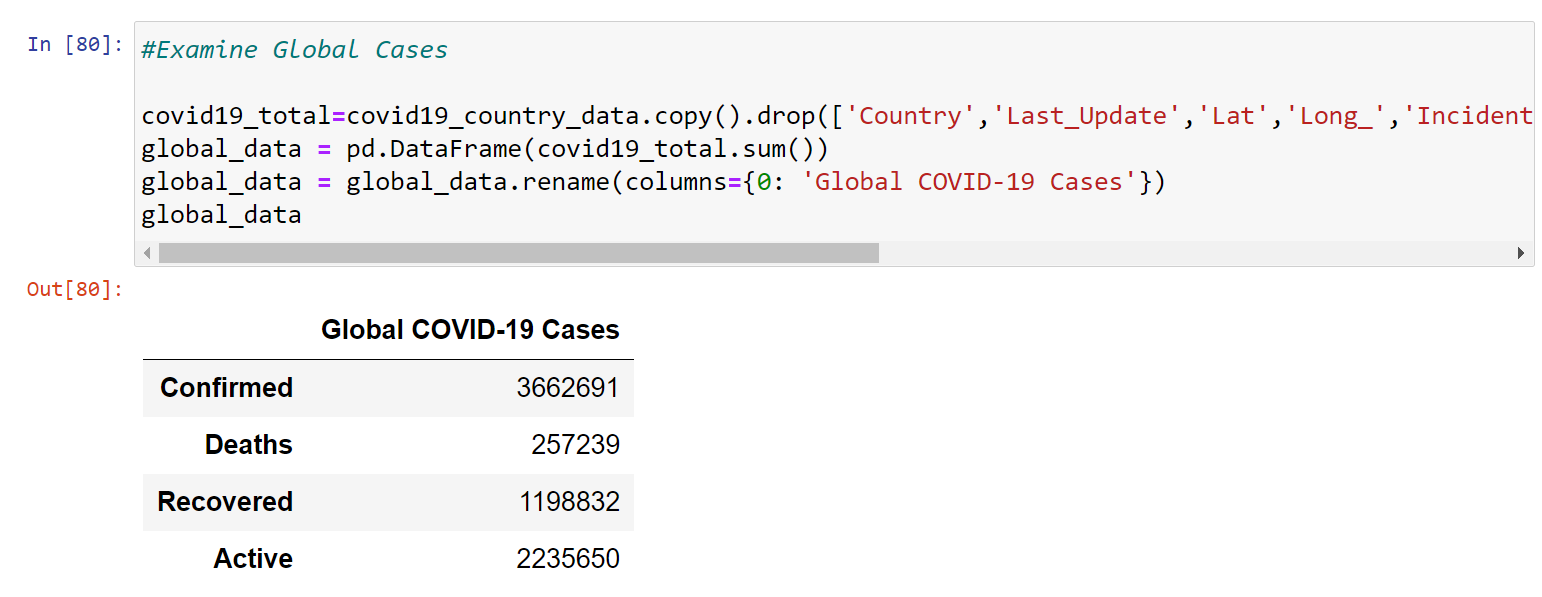 In [80]:
#Examine Global Cases
covid19_total=covid19_country_data.copy().drop(['Country','Last_Update','Lat','Long_','Incident
global_data = pd.DataFrame(covid19_total.sum())
global_data = global_data.rename(columns={0: 'Global COVID-19 Cases'})
global_data
Out[80]:
Global COVID-19 Cases
Confirmed 3662691
Deaths 257239
Recovered 1198832
Active 2235650